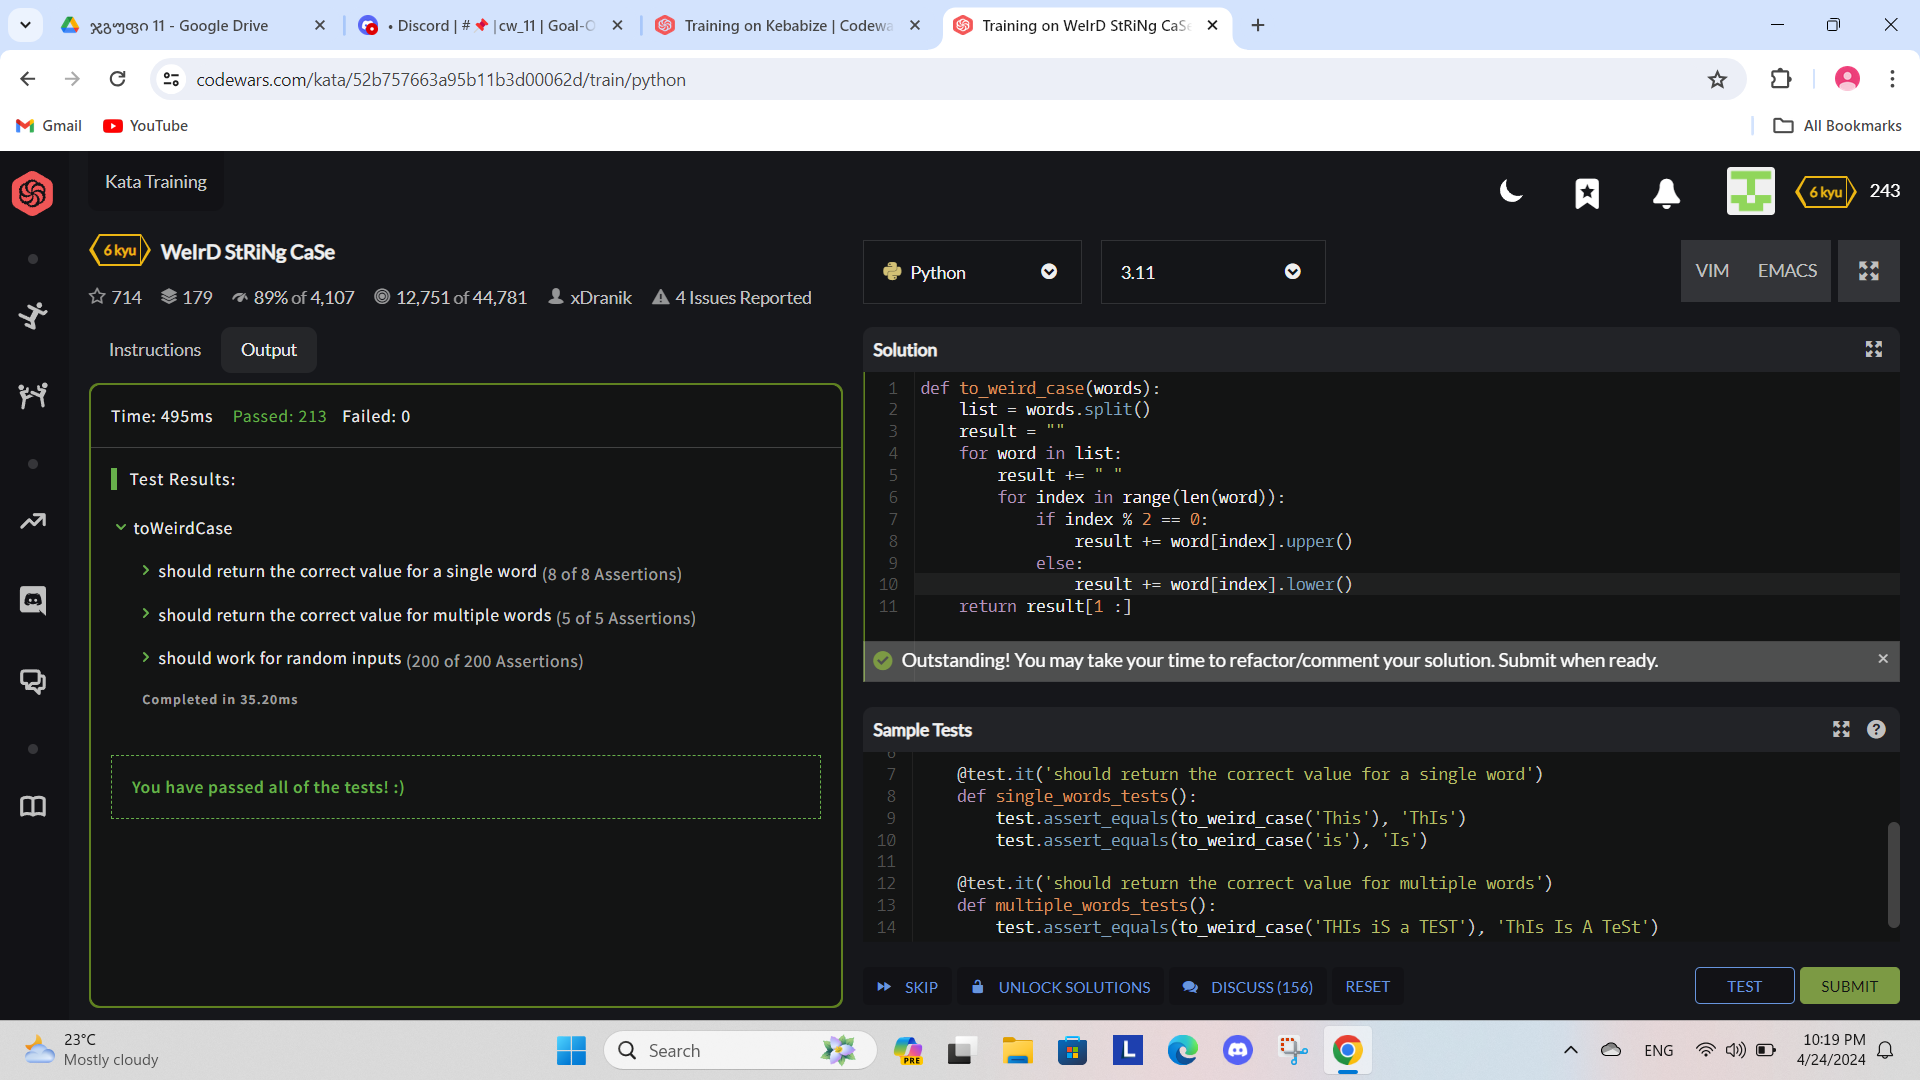 ჯგუფი 11 - Google Drive
• Discord | # 📌 | cw_11 | Goal-O
Training on Kebabize | Codewa
Training on WeIrD StRiNg CaSe
codewars.com/kata/52b757663a95b11b3d00062d/train/python
Gmail
YouTube
All Bookmarks
Kata Training
6 kyu
243
6 kyu
WeIrD StRiNg CaSe
714
179
89% of 4,107
12,751 of 44,781
xDranik
4 Issues Reported
Python
3.11
VIM
EMACS
Instructions
Output
Time: 495ms Passed: 213 Failed: 0
Test Results:
toWeirdCase
should return the correct value for a single word (8 of 8 Assertions)
should return the correct value for multiple words (5 of 5 Assertions)
should work for random inputs (200 of 200 Assertions)
Completed in 35.20ms
You have passed all of the tests! :)
Solution
1 def to_weird_case(words):
2     list = words.split()
3     result = ""
4     for word in list:
5         result += " "
6         for index in range(len(word)):
7             if index % 2 == 0:
8                 result += word[index].upper()
9             else:
10                 result += word[index].lower()
11     return result[1 :]
Outstanding! You may take your time to refactor/comment your solution. Submit when ready.
Sample Tests
6
7     @test.it('should return the correct value for a single word')
8     def single_words_tests():
9         test.assert_equals(to_weird_case('This'), 'ThIs')
10         test.assert_equals(to_weird_case('is'), 'Is')
11
12     @test.it('should return the correct value for multiple words')
13     def multiple_words_tests():
14         test.assert_equals(to_weird_case('THIs iS a TEST'), 'ThIs Is A TeSt')
SKIP
UNLOCK SOLUTIONS
DISCUSS (156)
RESET
TEST
SUBMIT
23°C
Mostly cloudy
Search
PRE
L
ENG
10:19 PM
4/24/2024